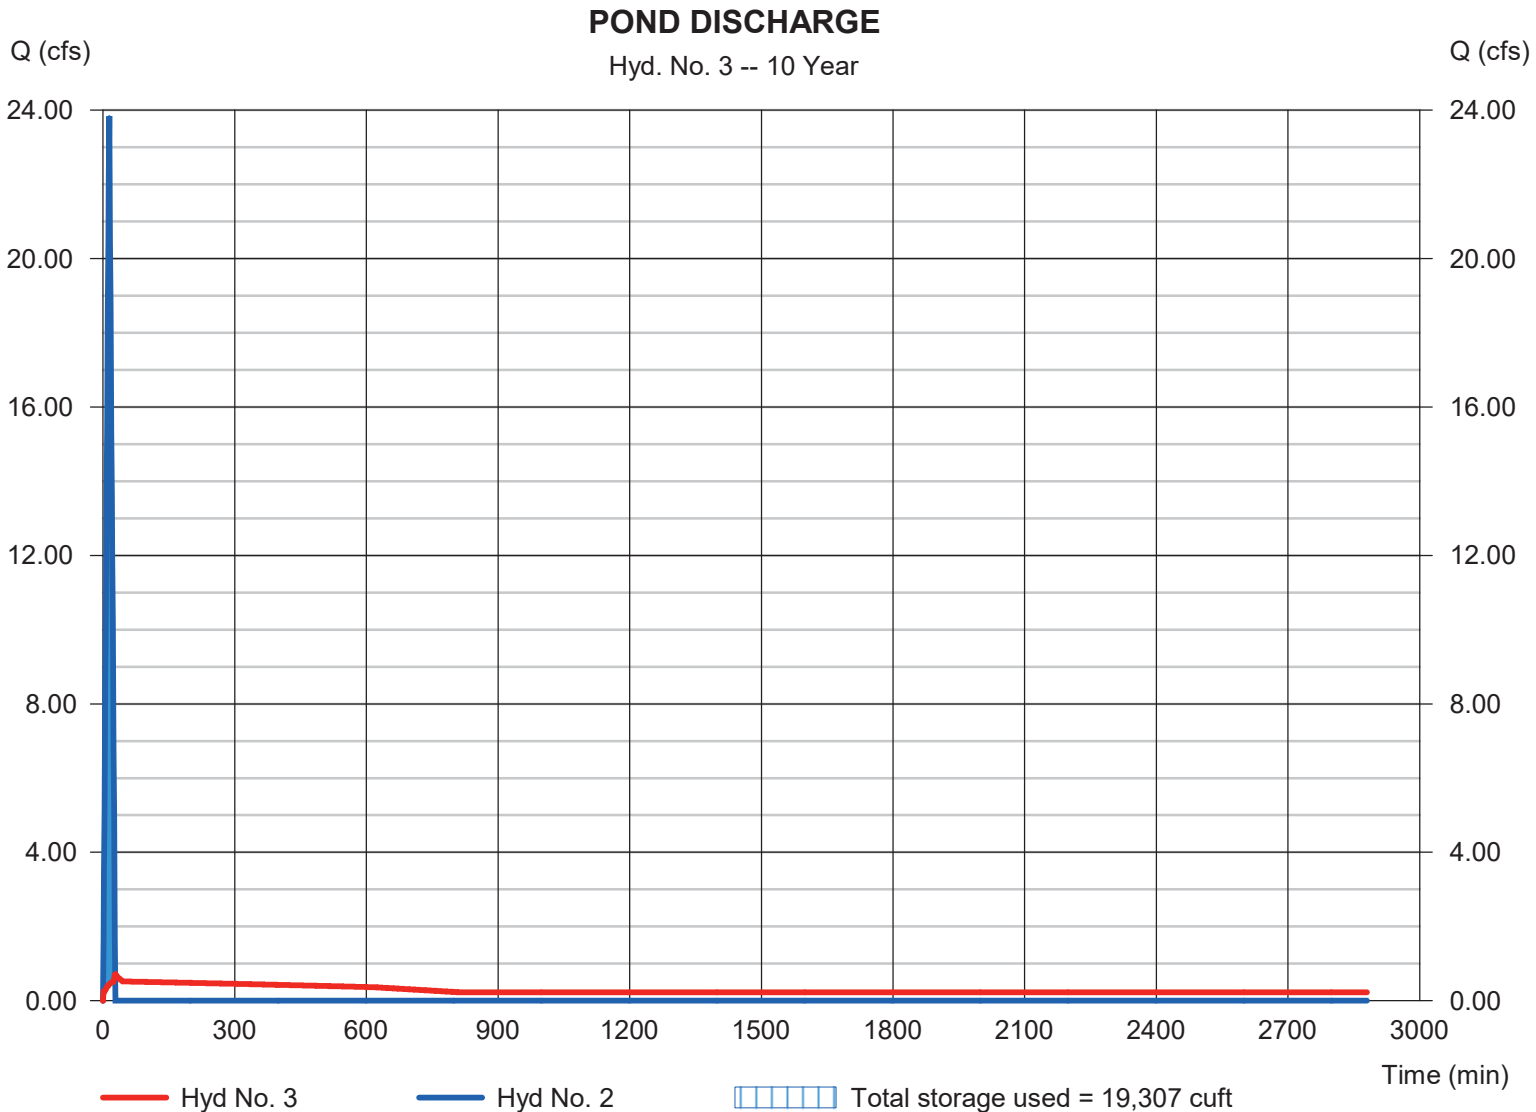 POND DISCHARGE
Q (cfs) Q (cfs)
Hyd. No. 3 -- 10 Year
24.00 24.00
20.00 20.00
16.00 16.00
12.00 12.00
8.00 8.00
4.00 4.00
0.00 0.00
0 300 600 900 1200 1500 1800 2100 2400 2700 3000
Time (min)
Hyd No. 3 Hyd No. 2 Total storage used = 19,307 cuft